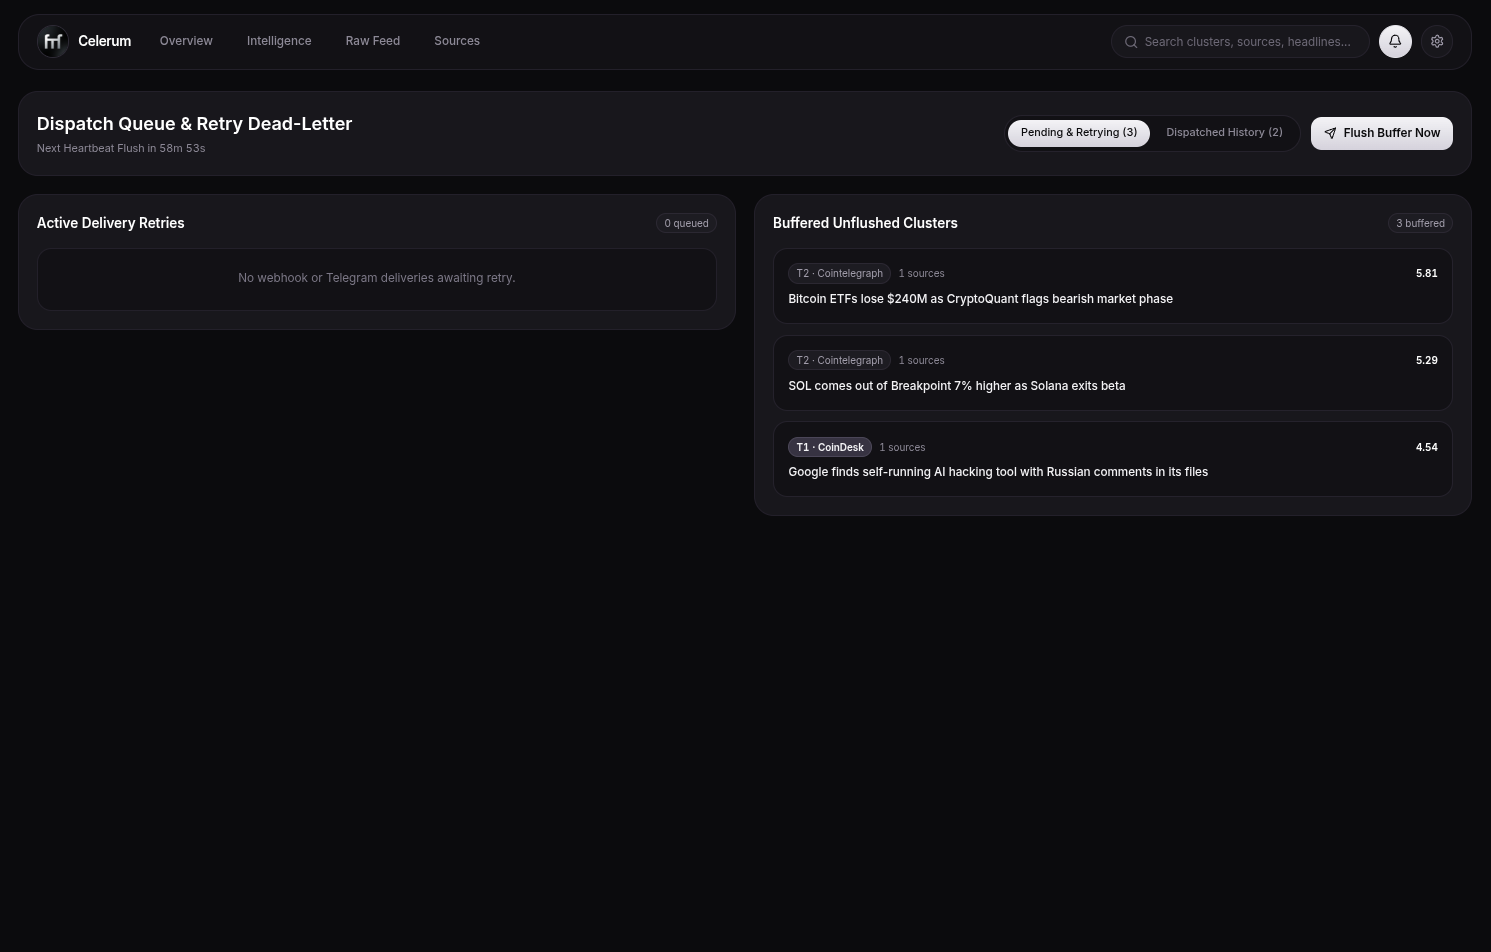 Celerum
Overview
Intelligence
Raw Feed
Sources
Search clusters, sources, headlines...
Dispatch Queue & Retry Dead-Letter
Next Heartbeat Flush in 58m 53s
Pending & Retrying (3)
Dispatched History (2)
Flush Buffer Now
Active Delivery Retries
0 queued
No webhook or Telegram deliveries awaiting retry.
Buffered Unflushed Clusters
3 buffered
T2 · Cointelegraph
1 sources
5.81
Bitcoin ETFs lose $240M as CryptoQuant flags bearish market phase
T2 · Cointelegraph
1 sources
5.29
SOL comes out of Breakpoint 7% higher as Solana exits beta
T1 · CoinDesk
1 sources
4.54
Google finds self-running AI hacking tool with Russian comments in its files